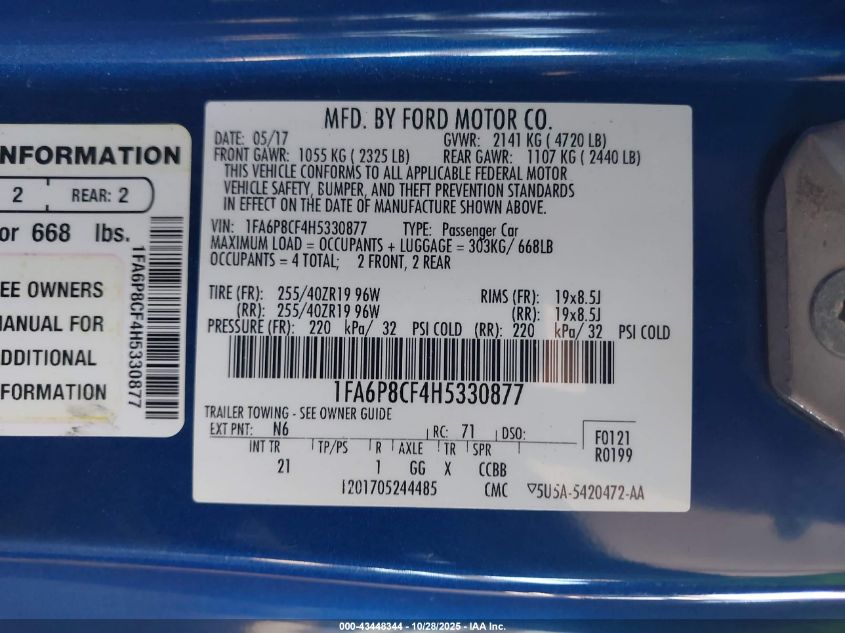 NFORMATION
2 REAR: 2
or 668 lbs.
EE OWNERS
MANUAL FOR
ADDITIONAL
FORMATION
1FA6P8CF4H5330877
MFD. BY FORD MOTOR CO.
DATE: 05/17 GVWR: 2141 KG ( 4720 LB)
FRONT GAWR: 1055 KG ( 2325 LB) REAR GAWR: 1107 KG ( 2440 LB)
THIS VEHICLE CONFORMS TO ALL APPLICABLE FEDERAL MOTOR
VEHICLE SAFETY, BUMPER, AND THEFT PREVENTION STANDARDS
IN EFFECT ON THE DATE OF MANUFACTURE SHOWN ABOVE.
VIN: 1FA6P8CF4H5330877 TYPE: Passenger Car
MAXIMUM LOAD = OCCUPANTS + LUGGAGE = 303KG/ 668LB
OCCUPANTS = 4 TOTAL; 2 FRONT, 2 REAR
TIRE (FR): 255/40ZR19 96W RIMS (FR): 19x8.5J
(RR): 255/40ZR19 96W (RR): 19x8.5J
PRESSURE (FR): 220 kPa/ 32 PSI COLD (RR): 220 kPa/ 32 PSI COLD
1FA6P8CF4H5330877
TRAILER TOWING - SEE OWNER GUIDE
EXT PNT: N6 RC: 71 DSO: F0121
R0199
INT TR TP/PS R AXLE TR SPR
21 1 GG X CCBB
1201705244485 CMC ▽5U5A-5420472-AA
000-43448344 | 10/28/2025 - IAA Inc.